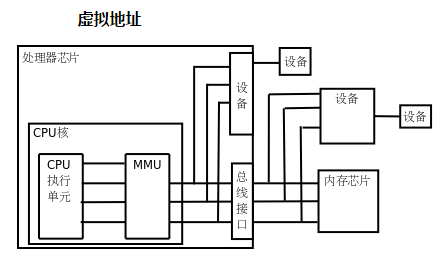 虚拟地址
处理器芯片
设备
设
备
设备
设备
CPU核
CPU
执行
单元
MMU
总
线
接
口
内存芯片